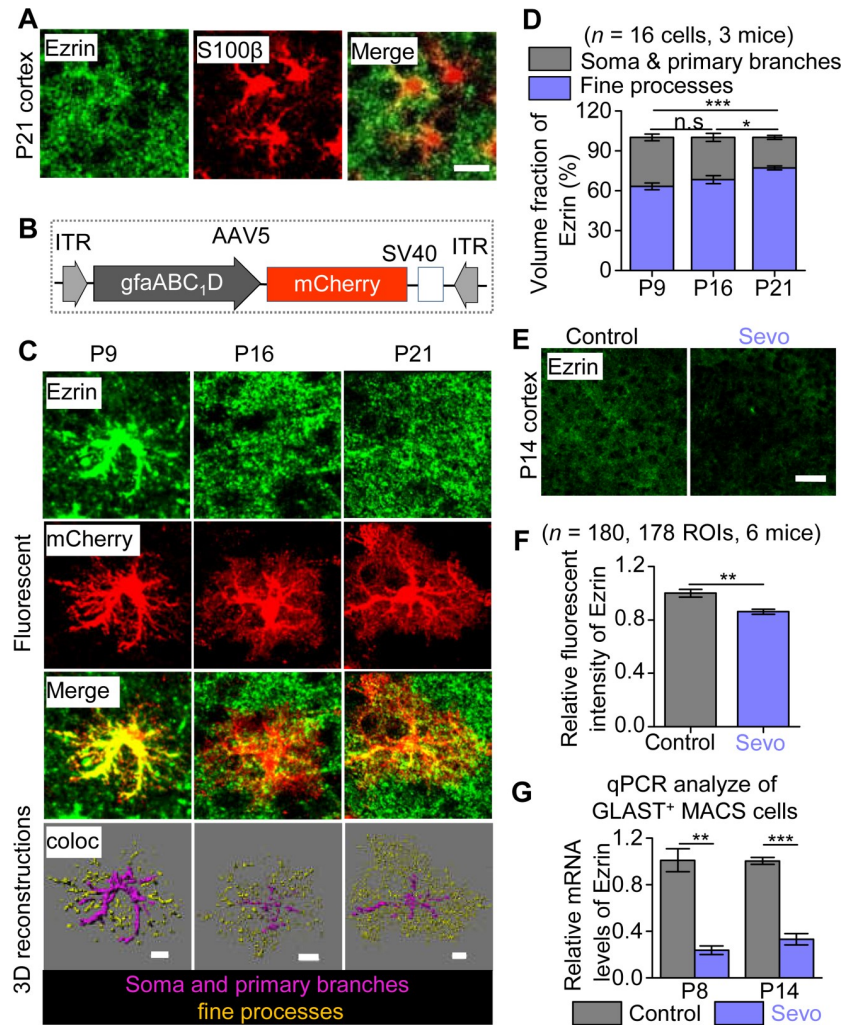 A
Ezrin
S100β
Merge
P21 cortex
B
ITR
AAV5
SV40
ITR
gfaABC₁D
mCherry
C
P9
P16
P21
Ezrin
mCherry
Merge
coloc
Fluorescent
3D reconstructions
Soma and primary branches
fine processes
D
(n = 16 cells, 3 mice)
Soma & primary branches
Fine processes
***
n.s
*
Volume fraction of
Ezrin (%)
120
90
60
30
0
P9
P16
P21
E
Control
Sevo
Ezrin
P14 cortex
F
(n = 180, 178 ROIs, 6 mice)
**
Relative fluorescent
intensity of Ezrin
1.2
0.8
0.4
0.0
Control
Sevo
G
qPCR analyze of
GLAST⁺ MACS cells
**
***
Relative mRNA
levels of Ezrin
1.2
0.8
0.4
0.0
P8
P14
Control
Sevo